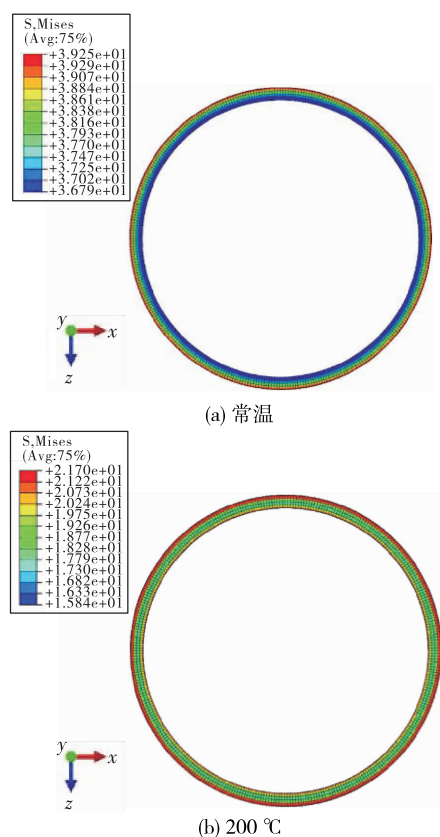 S,Mises
(Avg:75%)
+3.925e+01
+3.929e+01
+3.907e+01
+3.884e+01
+3.861e+01
+3.838e+01
+3.816e+01
+3.793e+01
+3.770e+01
+3.747e+01
+3.725e+01
+3.702e+01
+3.679e+01
y
x
z
(a) 常温
S,Mises
(Avg:75%)
+2.170e+01
+2.122e+01
+2.073e+01
+2.024e+01
+1.975e+01
+1.926e+01
+1.877e+01
+1.828e+01
+1.779e+01
+1.730e+01
+1.682e+01
+1.633e+01
+1.584e+01
y
x
z
(b) 200 ℃